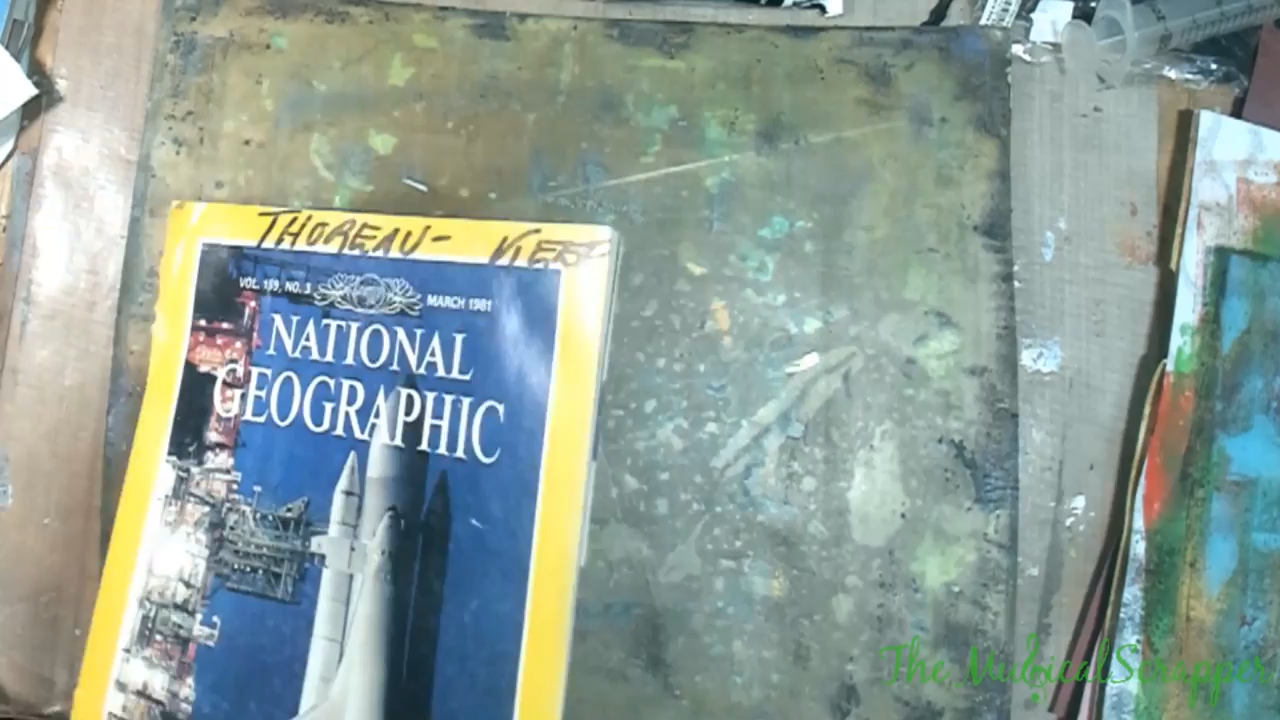 THOREAU-
VOL. 159, NO. 3
MARCH 1981
NATIONAL
GEOGRAPHIC
The MusicalScrapper